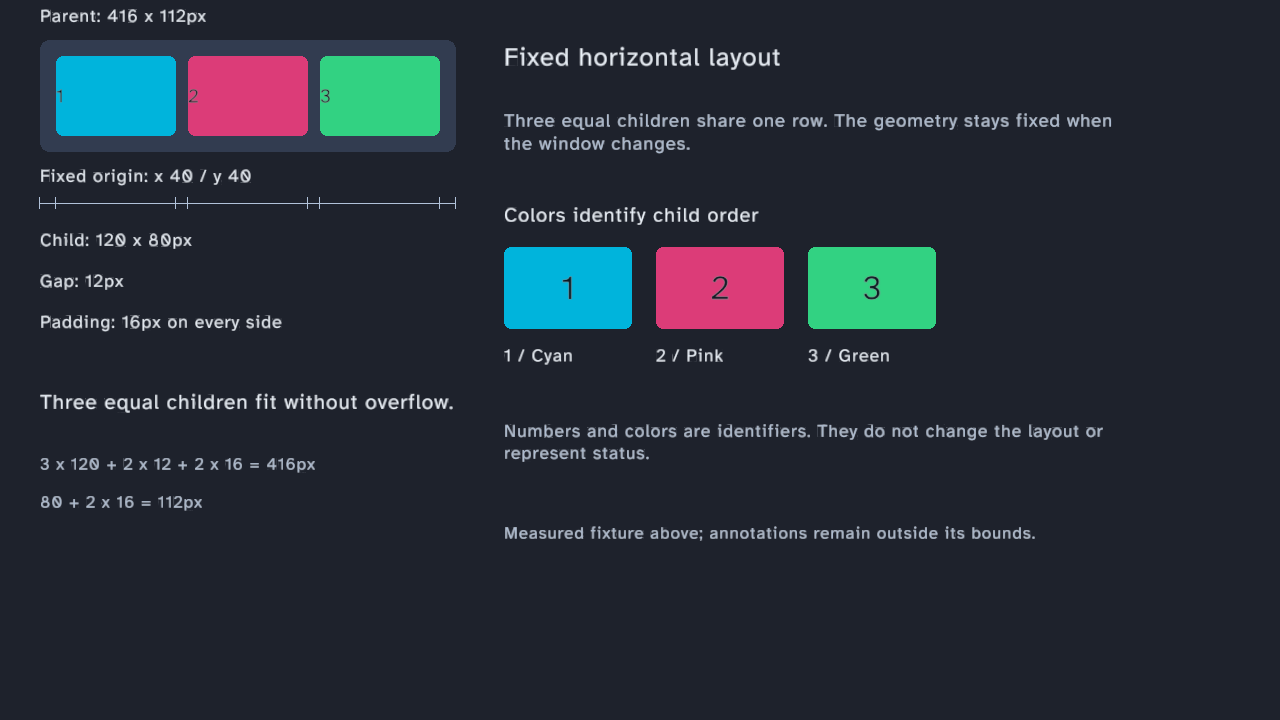 Parent: 416 x 112px
1 2 3
Fixed origin: x 40 / y 40
Child: 120 x 80px
Gap: 12px
Padding: 16px on every side
Three equal children fit without overflow.
3 x 120 + 2 x 12 + 2 x 16 = 416px
80 + 2 x 16 = 112px
Fixed horizontal layout
Three equal children share one row. The geometry stays fixed when
the window changes.
Colors identify child order
1 2 3
1 / Cyan 2 / Pink 3 / Green
Numbers and colors are identifiers. They do not change the layout or
represent status.
Measured fixture above; annotations remain outside its bounds.